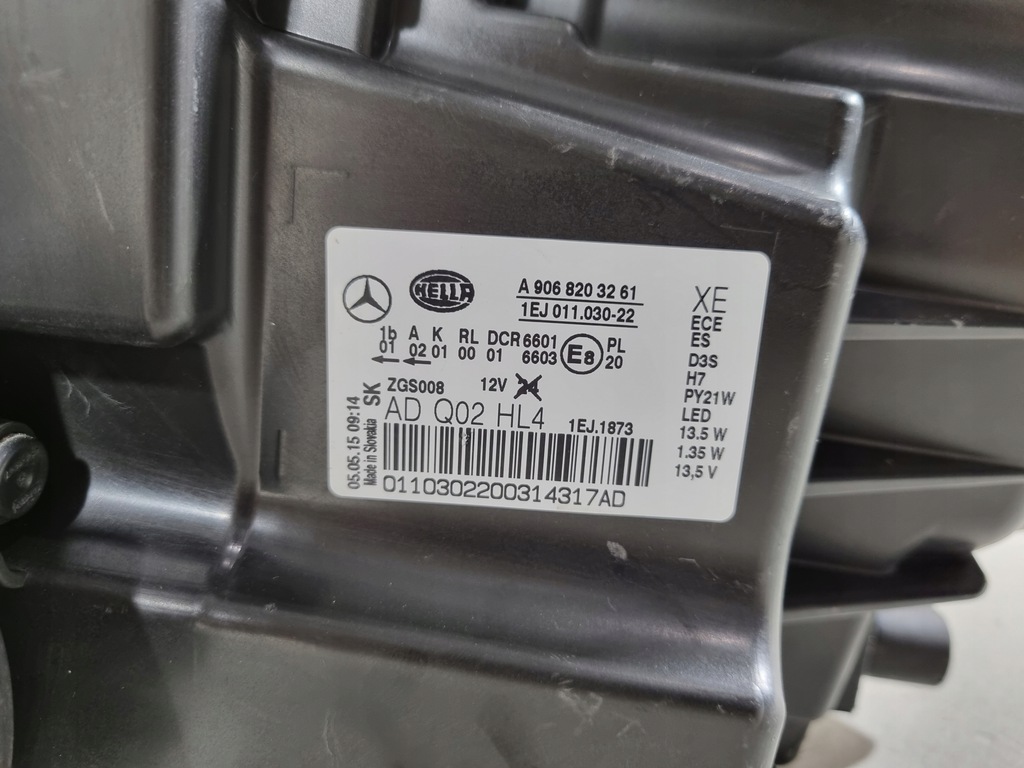 HELLA
A 906 820 3261
1EJ 011.030-22
XE
ECE
ES
D3S
H7
PY21W
LED
13.5 W
1.35 W
13,5 V
1b A K RL DCR 6601 E8 PL
01 02 01 00 01 6603 20
ZGS008 12V 24
AD Q02 HL4 1EJ.1873
05.05.15 09:14 SK
Made in Slovakia
0110302200314317AD